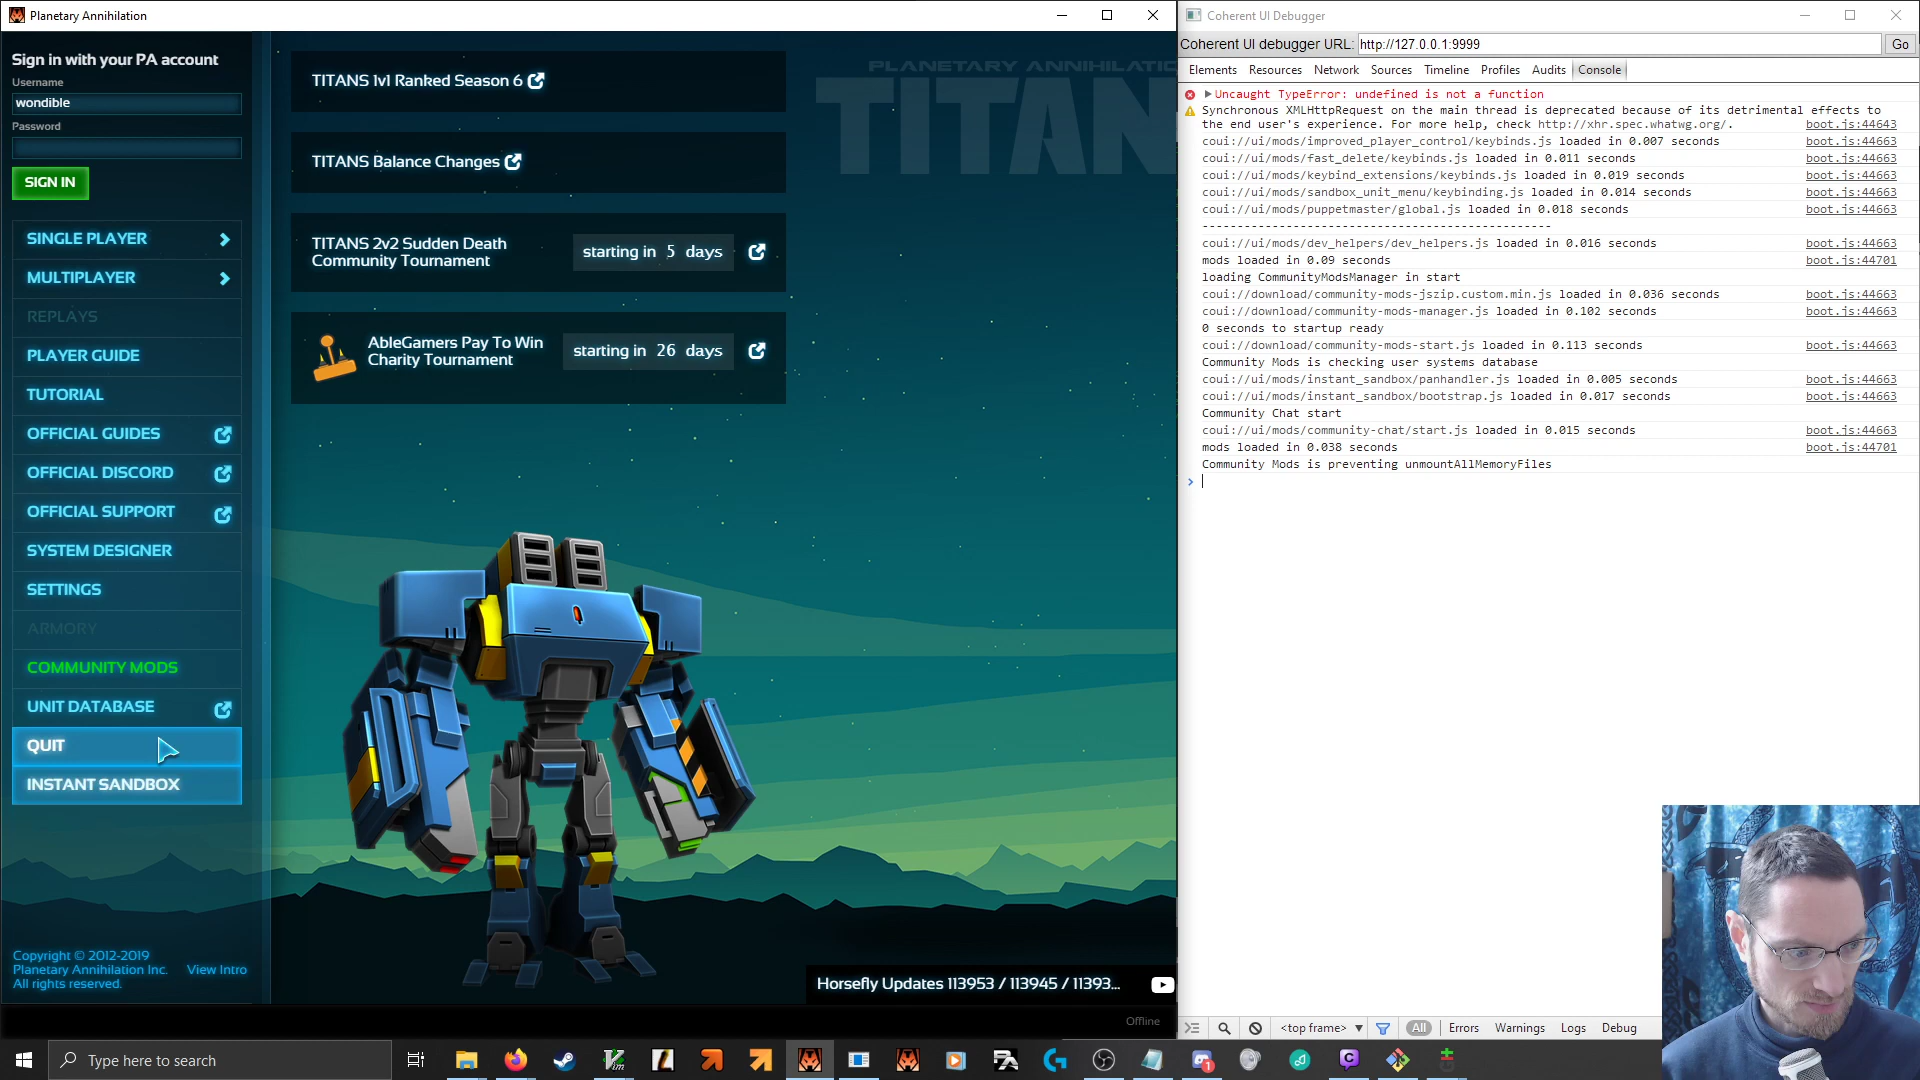 Planetary Annihilation
Sign in with your PA account
Username
wondible
Password
SIGN IN
SINGLE PLAYER
MULTIPLAYER
REPLAYS
PLAYER GUIDE
TUTORIAL
OFFICIAL GUIDES
OFFICIAL DISCORD
OFFICIAL SUPPORT
SYSTEM DESIGNER
SETTINGS
ARMORY
COMMUNITY MODS
UNIT DATABASE
QUIT
INSTANT SANDBOX
Copyright © 2012-2019
Planetary Annihilation Inc.
All rights reserved.
View Intro
TITANS 1v1 Ranked Season 6
TITANS Balance Changes
TITANS 2v2 Sudden Death
Community Tournament
starting in 5 days
AbleGamers Pay To Win
Charity Tournament
starting in 26 days
PLANETARY ANNIHILATIO
TITAN
Horsefly Updates 113953 / 113945 / 11393...
Offline
Coherent UI Debugger
Coherent UI debugger URL: http://127.0.0.1:9999 Go
Elements Resources Network Sources Timeline Profiles Audits Console
Uncaught TypeError: undefined is not a function
Synchronous XMLHttpRequest on the main thread is deprecated because of its detrimental effects to
the end user's experience. For more help, check http://xhr.spec.whatwg.org/. boot.js:44643
coui://ui/mods/improved_player_control/keybinds.js loaded in 0.007 seconds boot.js:44663
coui://ui/mods/fast_delete/keybinds.js loaded in 0.011 seconds boot.js:44663
coui://ui/mods/keybind_extensions/keybinds.js loaded in 0.019 seconds boot.js:44663
coui://ui/mods/sandbox_unit_menu/keybinding.js loaded in 0.014 seconds boot.js:44663
coui://ui/mods/puppetmaster/global.js loaded in 0.018 seconds boot.js:44663
---------------------------------------------------
coui://ui/mods/dev_helpers/dev_helpers.js loaded in 0.016 seconds boot.js:44663
mods loaded in 0.09 seconds boot.js:44701
loading CommunityModsManager in start
coui://download/community-mods-jszip.custom.min.js loaded in 0.036 seconds boot.js:44663
coui://download/community-mods-manager.js loaded in 0.102 seconds boot.js:44663
0 seconds to startup ready
coui://download/community-mods-start.js loaded in 0.113 seconds boot.js:44663
Community Mods is checking user systems database
coui://ui/mods/instant_sandbox/panhandler.js loaded in 0.005 seconds boot.js:44663
coui://ui/mods/instant_sandbox/bootstrap.js loaded in 0.017 seconds boot.js:44663
Community Chat start
coui://ui/mods/community-chat/start.js loaded in 0.015 seconds boot.js:44663
mods loaded in 0.038 seconds boot.js:44701
Community Mods is preventing unmountAllMemoryFiles
<top frame> All Errors Warnings Logs Debug
Type here to search